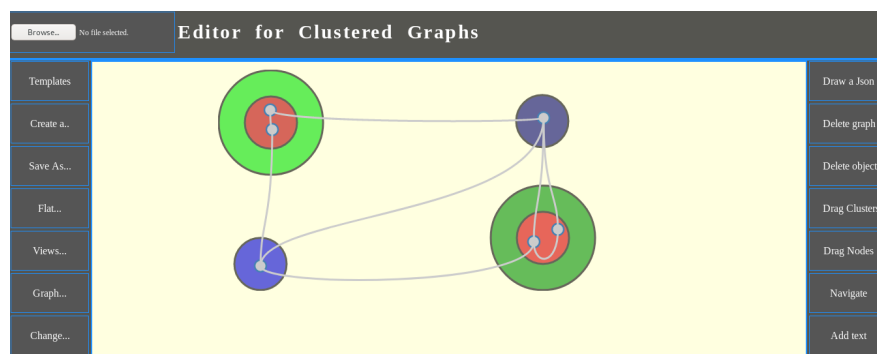 Browse… No file selected.
Editor for Clustered Graphs
Templates
Create a..
Save As...
Flat...
Views...
Graph...
Change...
Draw a Json
Delete graph
Delete object
Drag Clusters
Drag Nodes
Navigate
Add text